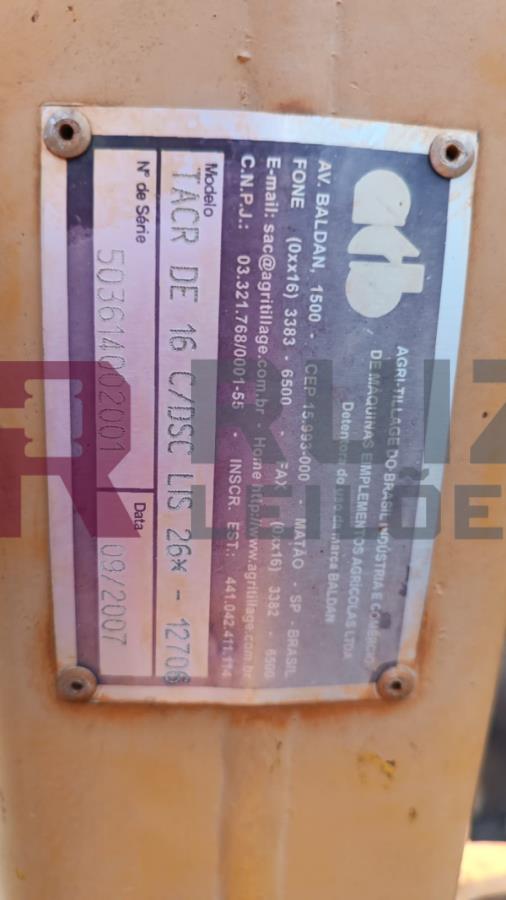 atb
AGRI-TILLAGE DO BRASIL INDÚSTRIA E COMÉRCIO
DE MÁQUINAS E IMPLEMENTOS AGRÍCOLAS LTDA
Detentora do uso da marca BALDAN
AV. BALDAN, 1500 - CEP 15.993-000 - MATÃO - SP - BRASIL
FONE (0xx16) 3383 - 6500 - FAX (0xx16) 3382 - 6500
E-mail: sac@agritillage.com.br - Home http://www.agritillage.com.br
C.N.P.J.: 03.321.768/0001-55 - INSCR. EST.: 441.042.411.114
Modelo
TACR DE 16 C/DSC LIS 26* - 12706
Nº de Série
503614002001
Data
09/2007
RUIZ
LEILÕES